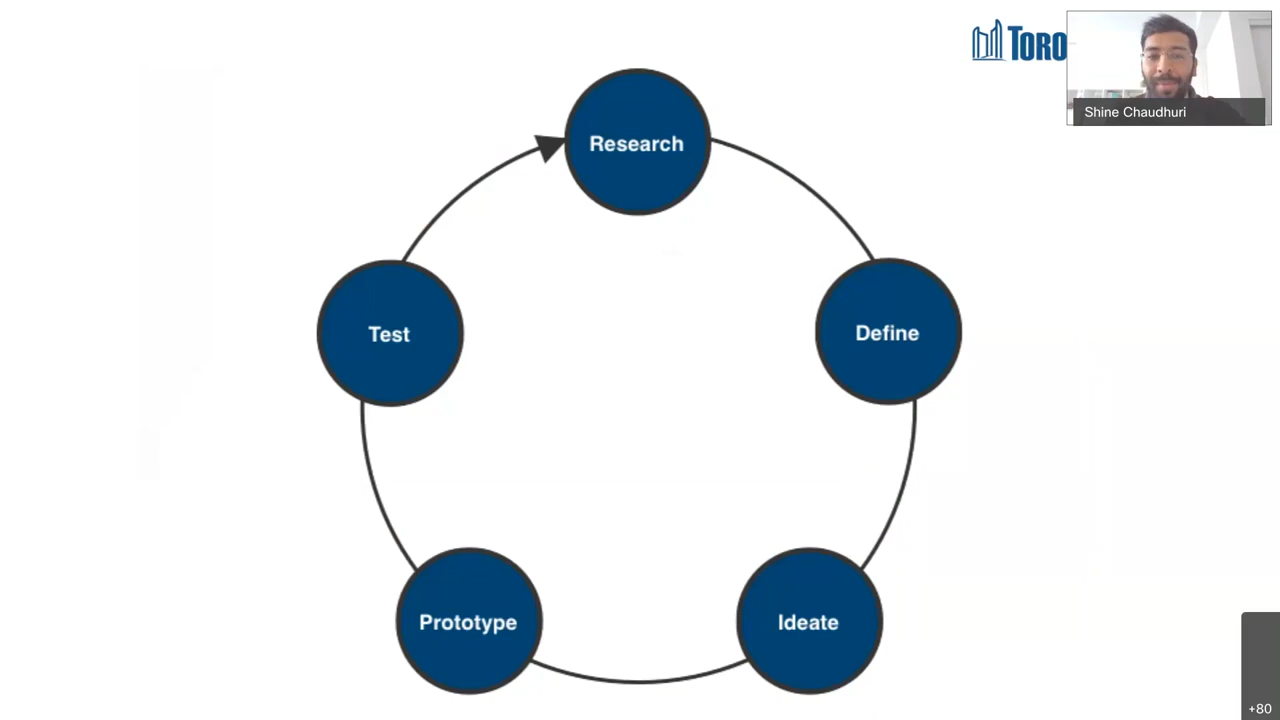 TORO
Shine Chaudhuri
Research
Test
Define
Prototype
Ideate
+80